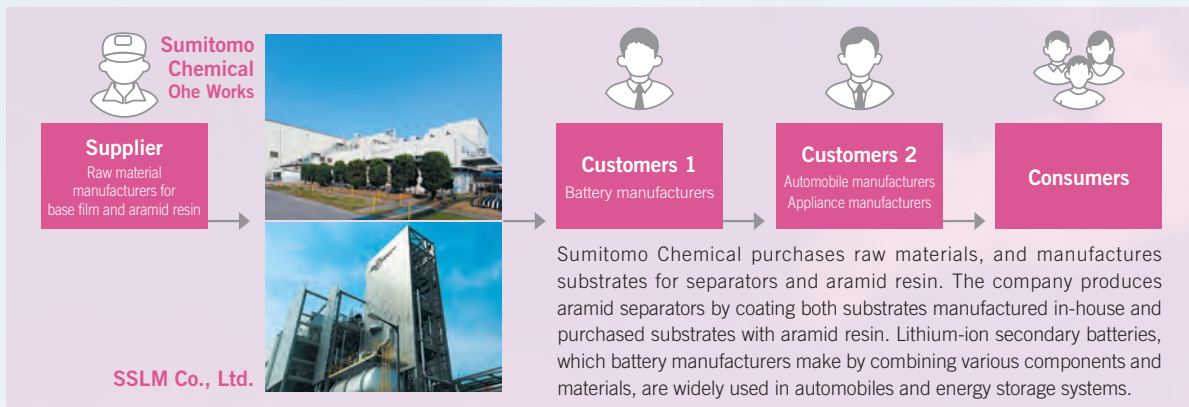 Sumitomo
Chemical
Ohe Works
Supplier
Raw material
manufacturers for
base film and aramid resin
SSLM Co., Ltd.
Customers 1
Battery manufacturers
Customers 2
Automobile manufacturers
Appliance manufacturers
Consumers
Sumitomo Chemical purchases raw materials, and manufactures
substrates for separators and aramid resin. The company produces
aramid separators by coating both substrates manufactured in-house and
purchased substrates with aramid resin. Lithium-ion secondary batteries,
which battery manufacturers make by combining various components and
materials, are widely used in automobiles and energy storage systems.